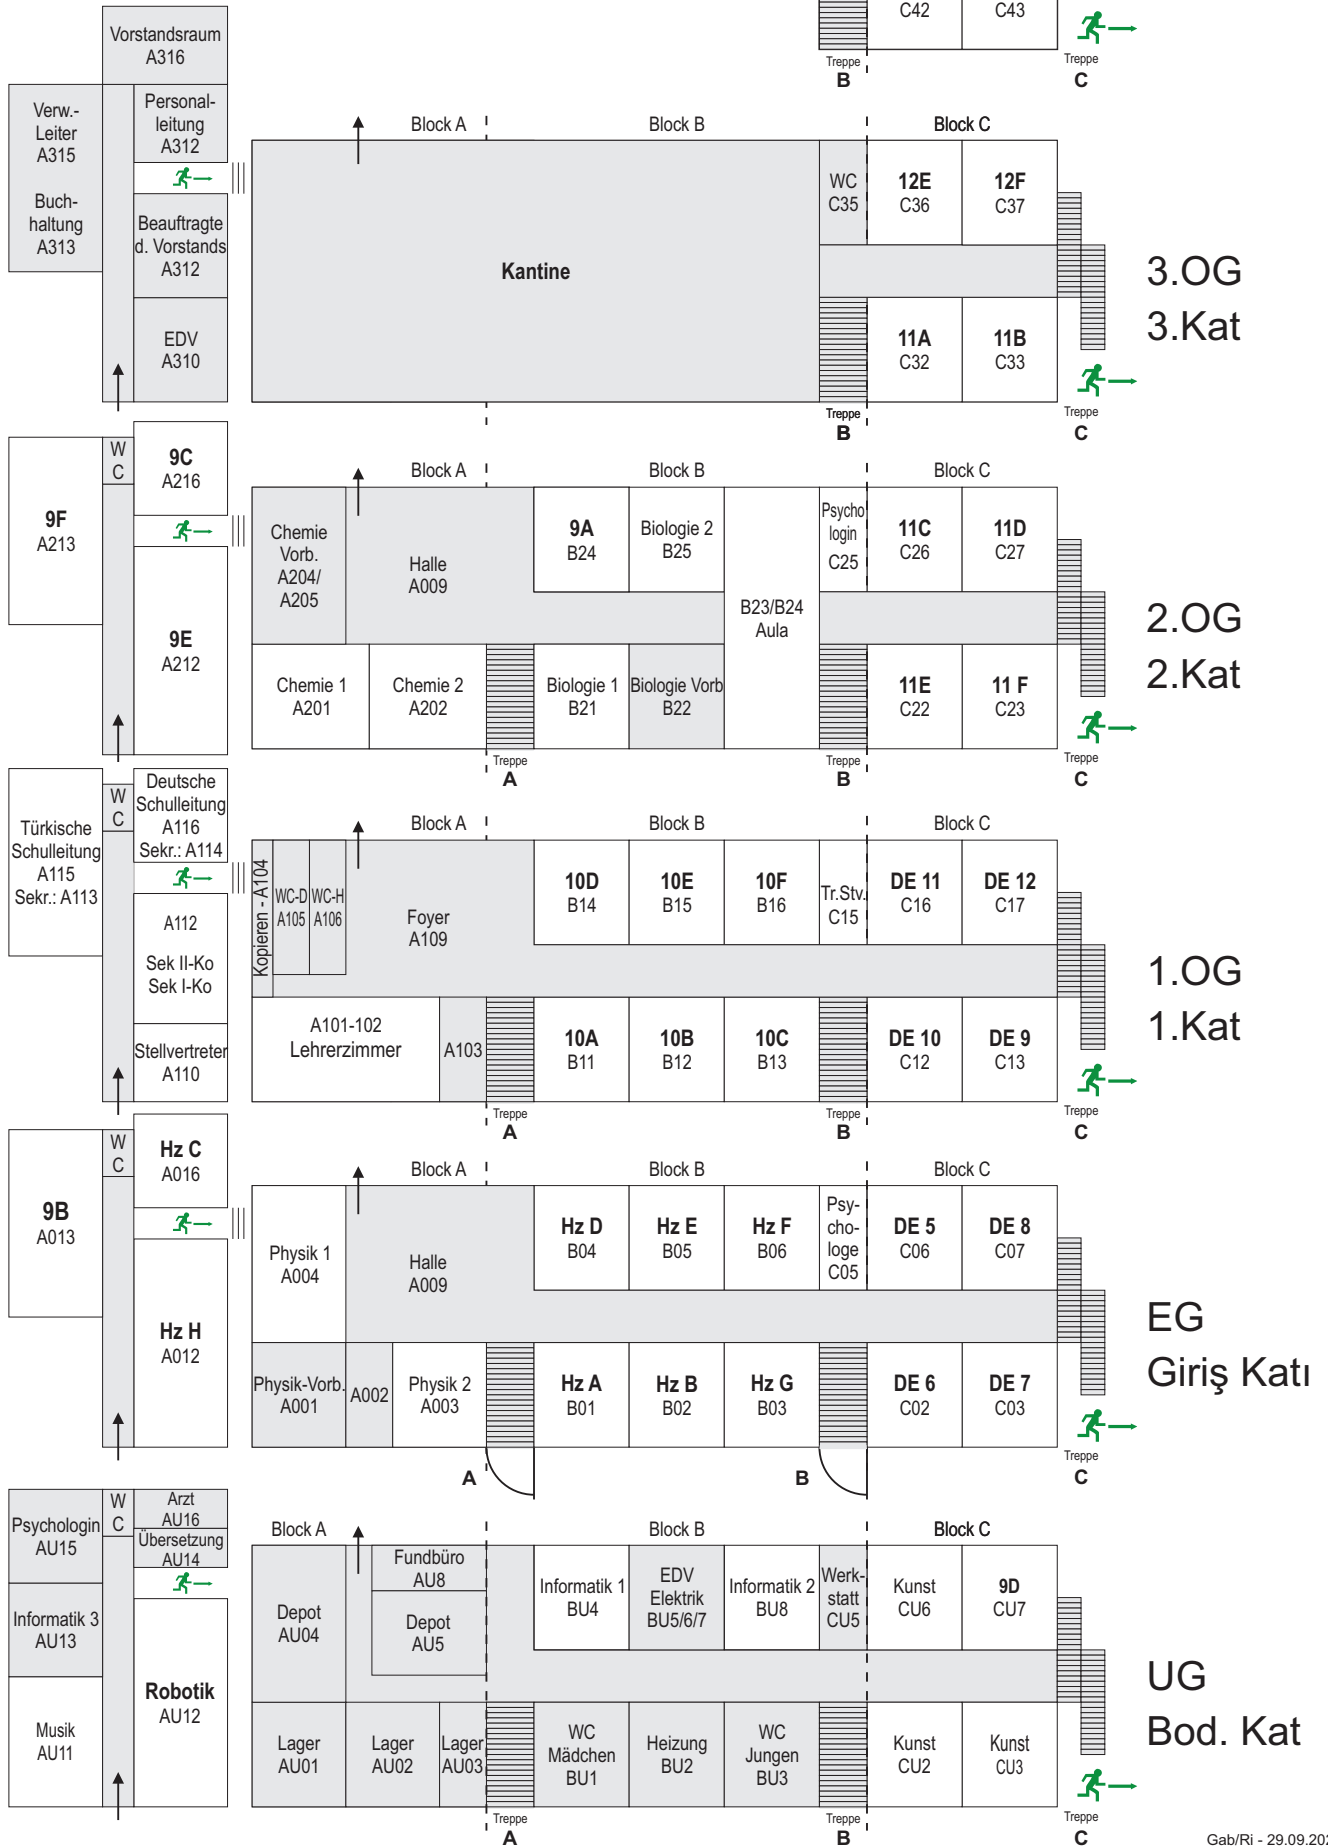 C42
C43
Treppe
B
Treppe
C
Vorstandsraum
A316
Verw.-
Leiter
A315
Buch-
haltung
A313
Personal-
leitung
A312
Beauftragte
d. Vorstands
A312
EDV
A310
Block A
Block B
Block C
Kantine
WC
C35
12E
C36
12F
C37
11A
C32
11B
C33
Treppe
B
Treppe
C
3.OG
3.Kat
9F
A213
W
C
9C
A216
9E
A212
Block A
Block B
Block C
Chemie
Vorb.
A204/
A205
Halle
A009
9A
B24
Biologie 2
B25
B23/B24
Aula
Psycho
login
C25
11C
C26
11D
C27
Chemie 1
A201
Chemie 2
A202
Biologie 1
B21
Biologie Vorb
B22
11E
C22
11 F
C23
Treppe
A
Treppe
B
Treppe
C
2.OG
2.Kat
Türkische
Schulleitung
A115
Sekr.: A113
W
C
Deutsche
Schulleitung
A116
Sekr.: A114
A112
Sek II-Ko
Sek I-Ko
Stellvertreter
A110
Block A
Block B
Block C
Kopieren - A104
WC-D
A105
WC-H
A106
Foyer
A109
10D
B14
10E
B15
10F
B16
Tr.Stv.
C15
DE 11
C16
DE 12
C17
A101-102
Lehrerzimmer
A103
10A
B11
10B
B12
10C
B13
DE 10
C12
DE 9
C13
Treppe
A
Treppe
B
Treppe
C
1.OG
1.Kat
9B
A013
W
C
Hz C
A016
Hz H
A012
Block A
Block B
Block C
Physik 1
A004
Halle
A009
Hz D
B04
Hz E
B05
Hz F
B06
Psy-
cho-
loge
C05
DE 5
C06
DE 8
C07
Physik-Vorb.
A001
A002
Physik 2
A003
Hz A
B01
Hz B
B02
Hz G
B03
DE 6
C02
DE 7
C03
A
B
Treppe
C
EG
Giriş Katı
Psychologin
AU15
W
C
Arzt
AU16
Übersetzung
AU14
Informatik 3
AU13
Musik
AU11
Robotik
AU12
Block A
Block B
Block C
Depot
AU04
Fundbüro
AU8
Depot
AU5
Informatik 1
BU4
EDV
Elektrik
BU5/6/7
Informatik 2
BU8
Werk-
statt
CU5
Kunst
CU6
9D
CU7
Lager
AU01
Lager
AU02
Lager
AU03
WC
Mädchen
BU1
Heizung
BU2
WC
Jungen
BU3
Kunst
CU2
Kunst
CU3
Treppe
A
Treppe
B
Treppe
C
UG
Bod. Kat
Gab/Ri - 29.09.20